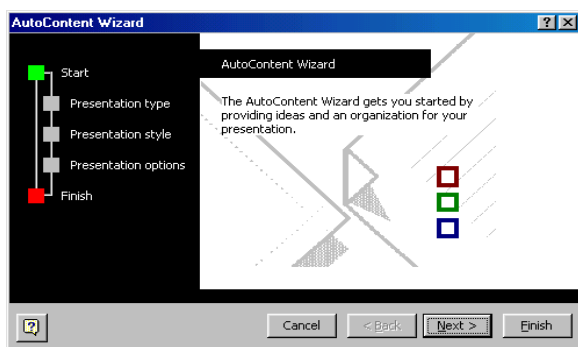 AutoContent Wizard
Start
Presentation type
Presentation style
Presentation options
Finish
AutoContent Wizard
The AutoContent Wizard gets you started by
providing ideas and an organization for your
presentation.
Cancel
< Back
Next >
Finish